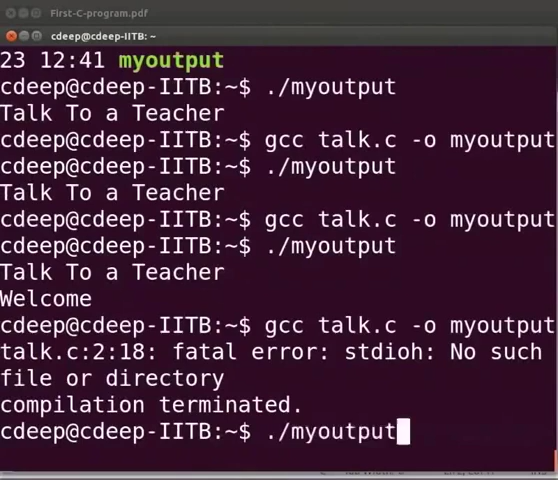 First-C-program.pdf
cdeep@cdeep-IITB: ~
23 12:41 myoutput
cdeep@cdeep-IITB:~$ ./myoutput
Talk To a Teacher
cdeep@cdeep-IITB:~$ gcc talk.c -o myoutput
cdeep@cdeep-IITB:~$ ./myoutput
Talk To a Teacher
cdeep@cdeep-IITB:~$ gcc talk.c -o myoutput
cdeep@cdeep-IITB:~$ ./myoutput
Talk To a Teacher
Welcome
cdeep@cdeep-IITB:~$ gcc talk.c -o myoutput
talk.c:2:18: fatal error: stdioh: No such
file or directory
compilation terminated.
cdeep@cdeep-IITB:~$ ./myoutput